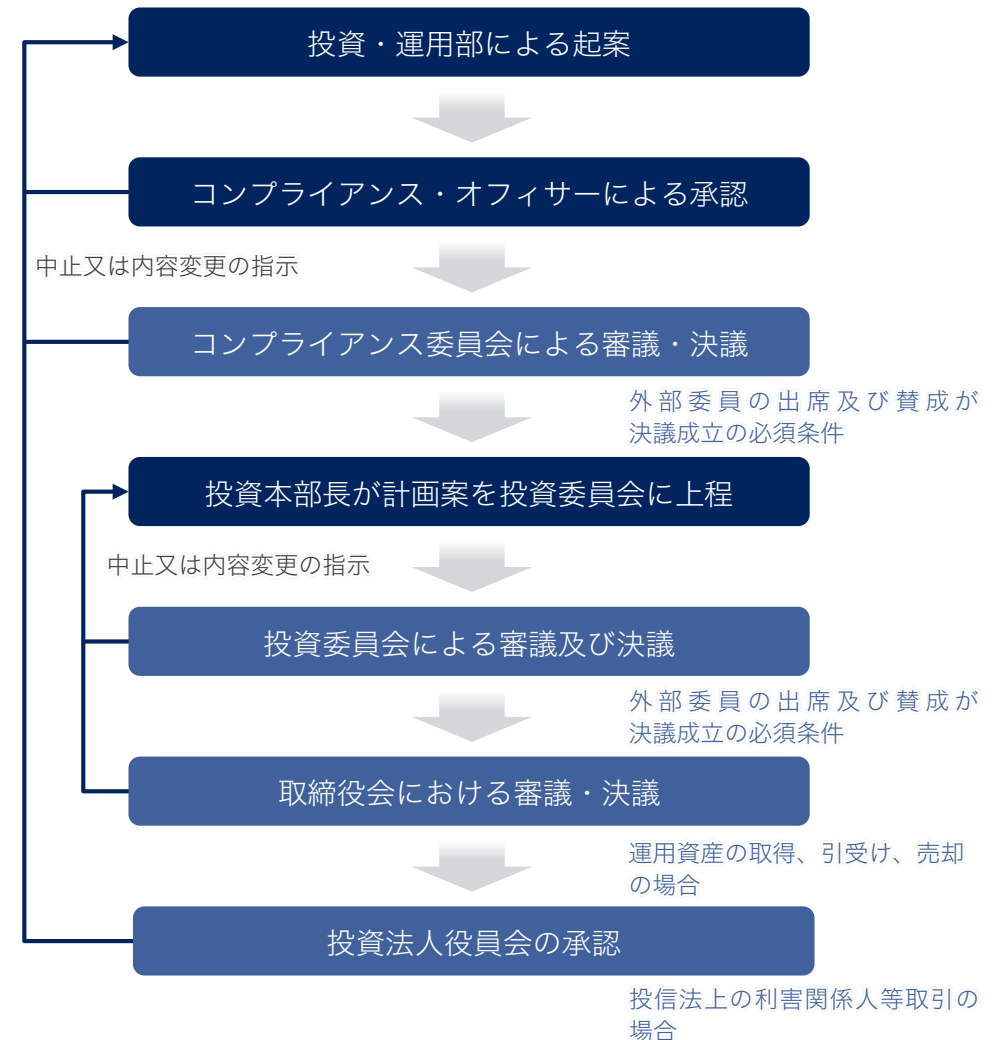 投資・運用部による起案
コンプライアンス・オフィサーによる承認
中止又は内容変更の指示
コンプライアンス委員会による審議・決議
外部委員の出席及び賛成が
決議成立の必須条件
投資本部長が計画案を投資委員会に上程
中止又は内容変更の指示
投資委員会による審議及び決議
外部委員の出席及び賛成が
決議成立の必須条件
取締役会における審議・決議
運用資産の取得、引受け、売却
の場合
投資法人役員会の承認
投信法上の利害関係人等取引の
場合